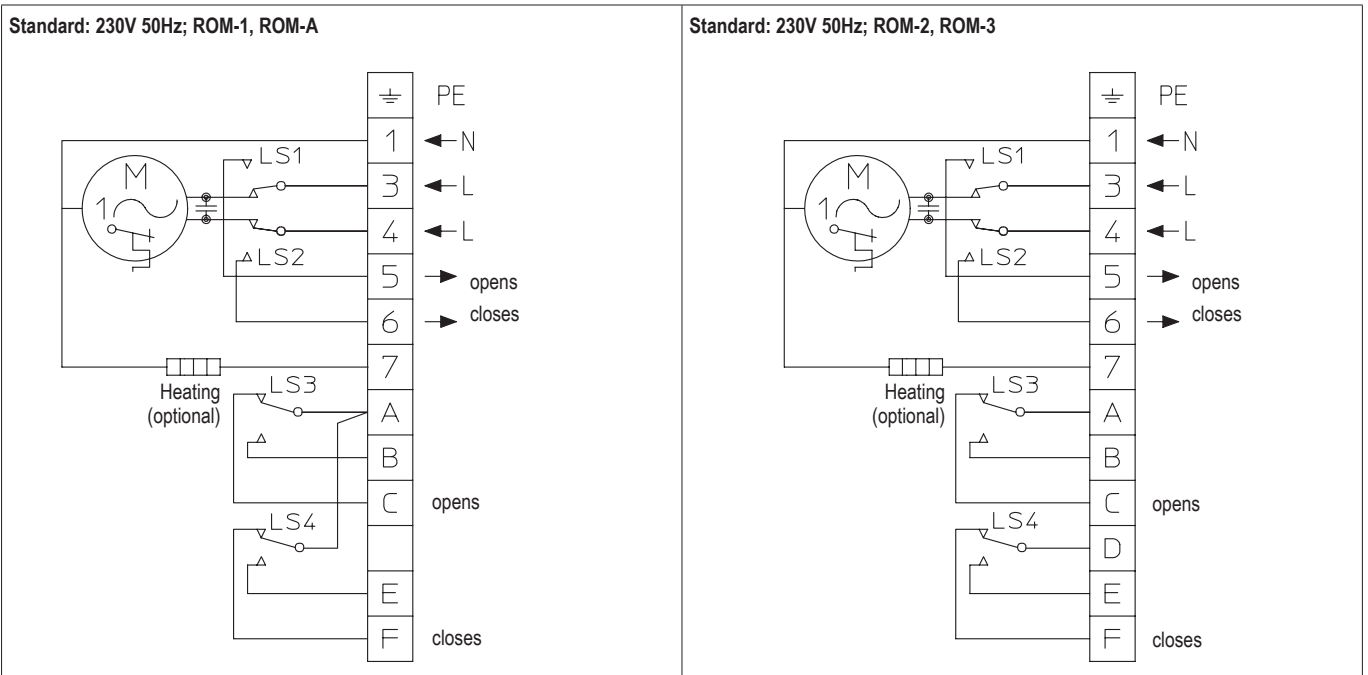 Standard: 230V 50Hz; ROM-1, ROM-A
PE
1 N
LS1
M
3 L
1
4 L
LS2
5 opens
6 closes
7
Heating
(optional)
LS3
A
B
C opens
LS4
E
F closes
Standard: 230V 50Hz; ROM-2, ROM-3
PE
1 N
LS1
M
3 L
1
4 L
LS2
5 opens
6 closes
7
Heating
(optional)
LS3
A
B
C opens
LS4
D
E
F closes